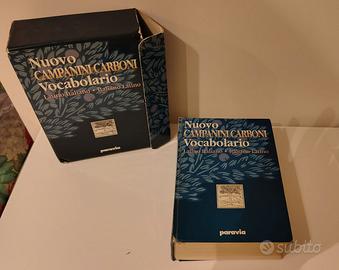 Nuovo
CAMPANINI CARBONI
Vocabolario
Latino Italiano • Italiano Latino
paravia
Nuovo
CAMPANINI CARBONI
Vocabolario
Latino Italiano • Italiano Latino
paravia
subito